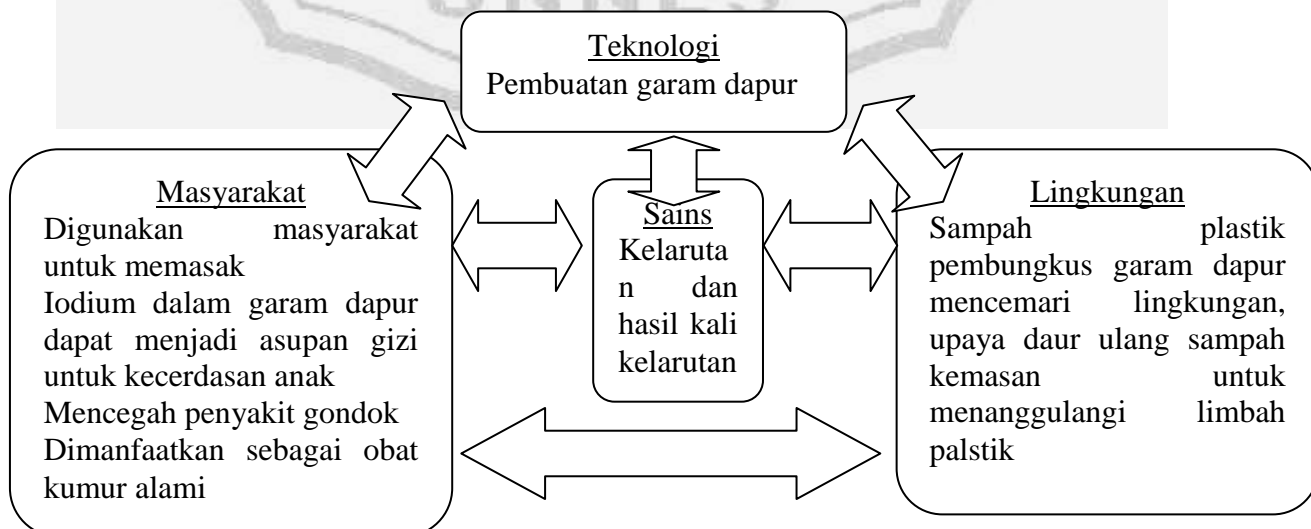 Teknologi
Pembuatan garam dapur
Masyarakat
Digunakan masyarakat
untuk memasak
Iodium dalam garam dapur
dapat menjadi asupan gizi
untuk kecerdasan anak
Mencegah penyakit gondok
Dimanfaatkan sebagai obat
kumur alami
Sains
Kelaruta
n dan
hasil kali
kelarutan
Lingkungan
Sampah plastik
pembungkus garam dapur
mencemari lingkungan,
upaya daur ulang sampah
kemasan untuk
menanggulangi limbah
palstik